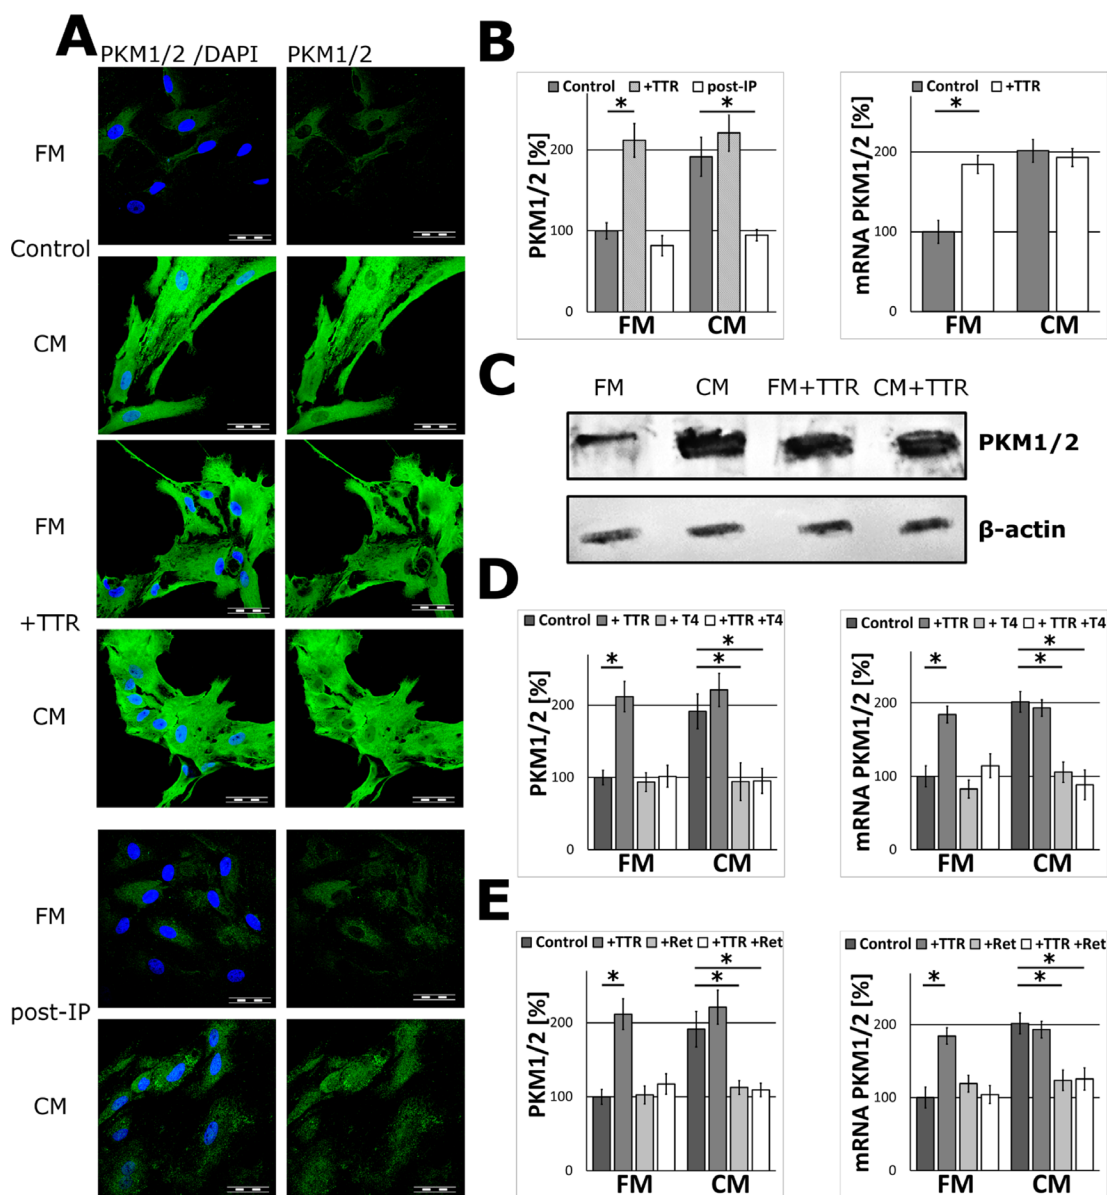 A
PKM1/2 /DAPI PKM1/2
FM
Control
CM
FM
+TTR
CM
FM
post-IP
CM
B
Control +TTR post-IP
*
*
PKM1/2 [%]
200
100
0
FM CM
Control +TTR
*
mRNA PKM1/2 [%]
200
100
0
FM CM
C
FM CM FM+TTR CM+TTR
PKM1/2
β-actin
D
Control + TTR + T4 +TTR +T4
*
*
*
PKM1/2 [%]
200
100
0
FM CM
Control +TTR + T4 + TTR +T4
*
*
*
mRNA PKM1/2 [%]
200
100
0
FM CM
E
Control +TTR +Ret +TTR +Ret
*
*
*
PKM1/2 [%]
200
100
0
FM CM
Control +TTR +Ret +TTR +Ret
*
*
*
mRNA PKM1/2 [%]
200
100
0
FM CM